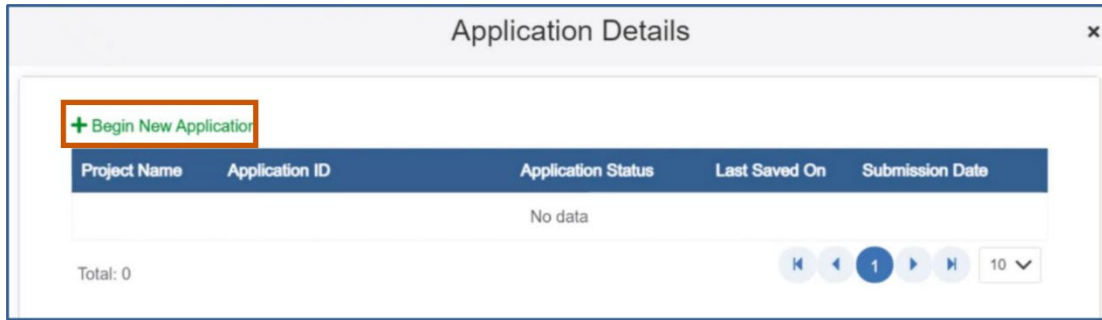 Application Details ×
+ Begin New Application
Project Name Application ID Application Status Last Saved On Submission Date
No data
Total: 0 1 10